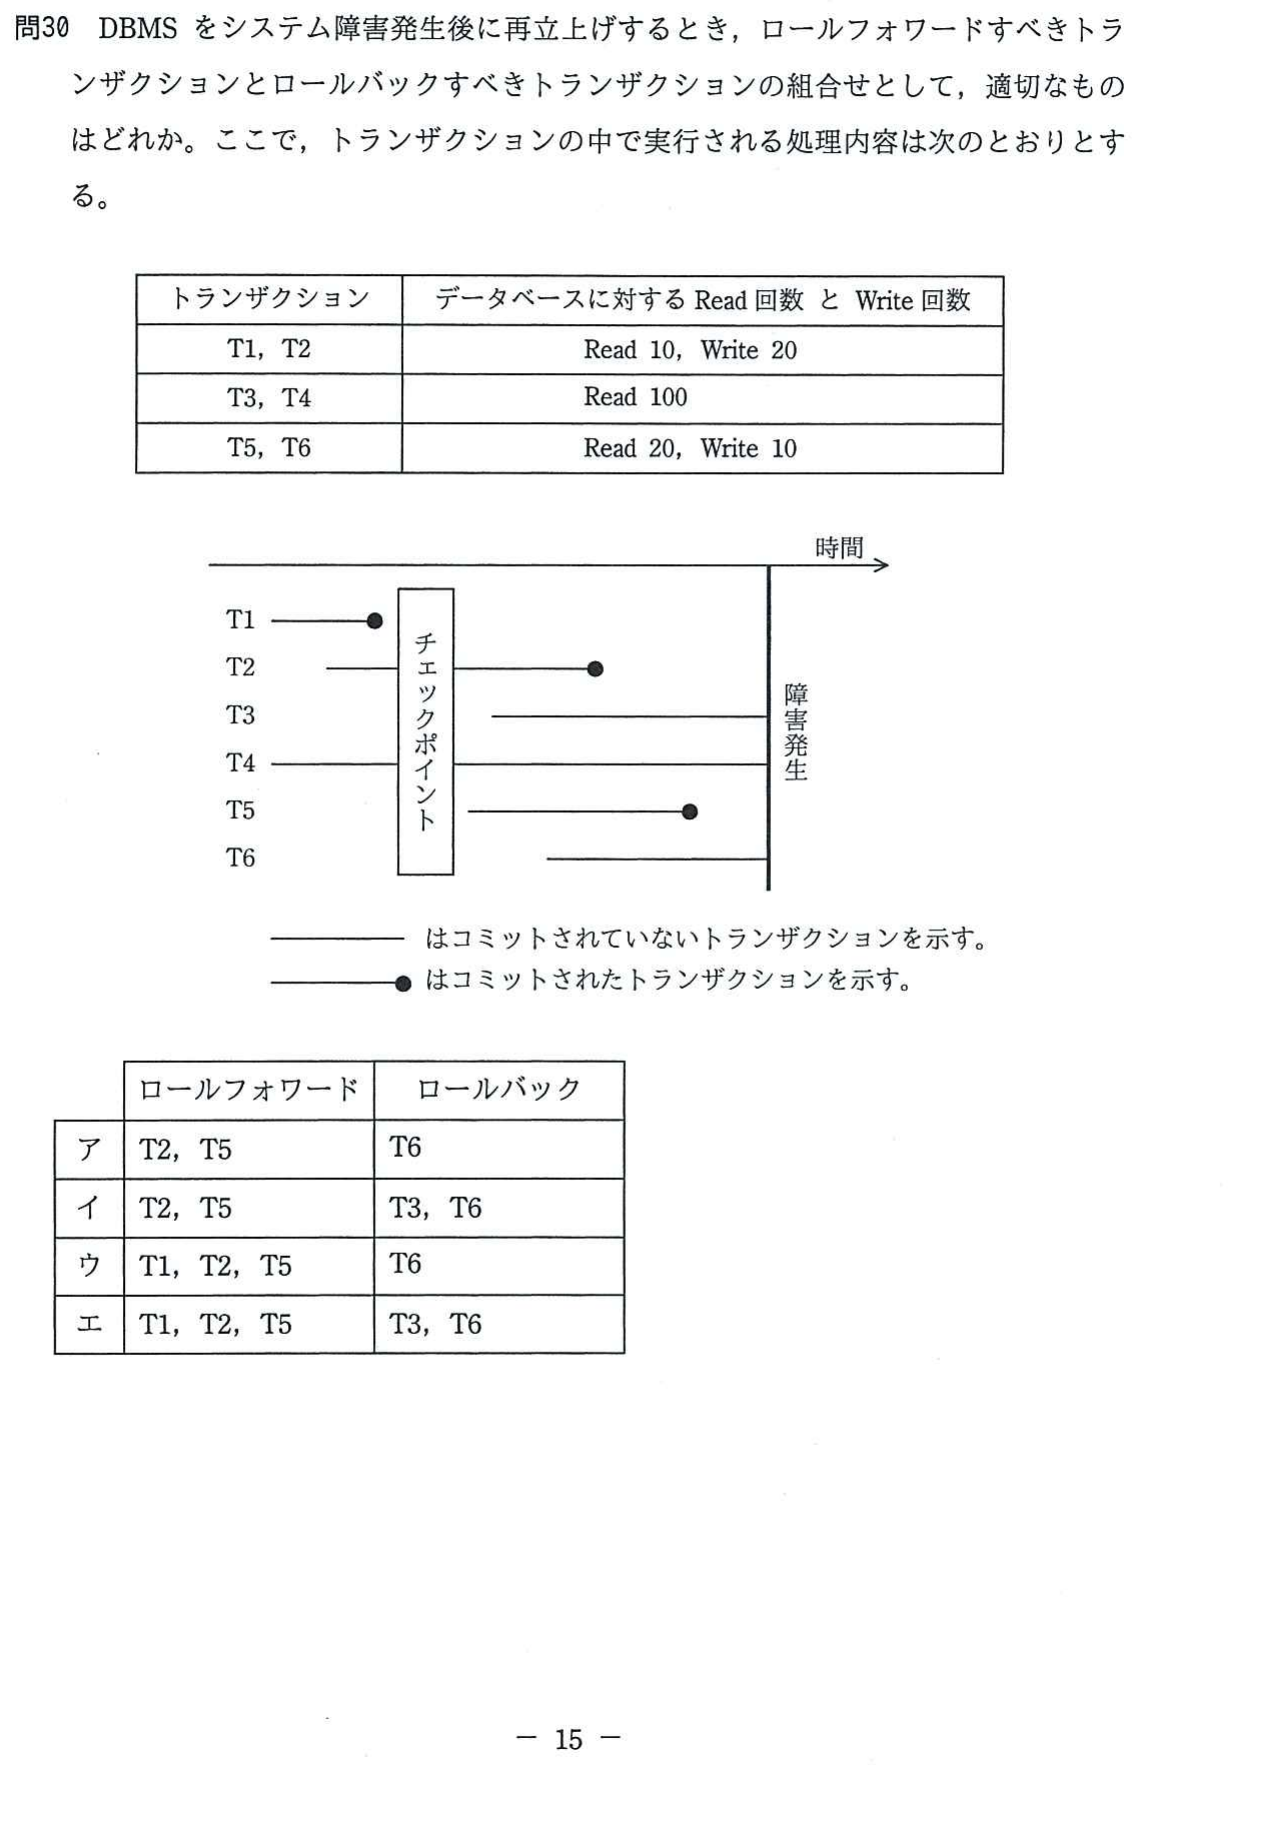 問30 DBMS をシステム障害発生後に再立上げするとき，ロールフォワードすべきトラ
ンザクションとロールバックすべきトランザクションの組合せとして，適切なもの
はどれか。ここで，トランザクションの中で実行される処理内容は次のとおりとす
る。
トランザクション データベースに対する Read 回数 と Write 回数
T1，T2 Read 10，Write 20
T3，T4 Read 100
T5，T6 Read 20，Write 10
時間
T1
T2
T3
T4
T5
T6
チェックポイント
障害発生
はコミットされていないトランザクションを示す。
はコミットされたトランザクションを示す。
ロールフォワード ロールバック
ア T2，T5 T6
イ T2，T5 T3，T6
ウ T1，T2，T5 T6
エ T1，T2，T5 T3，T6
－ 15 －